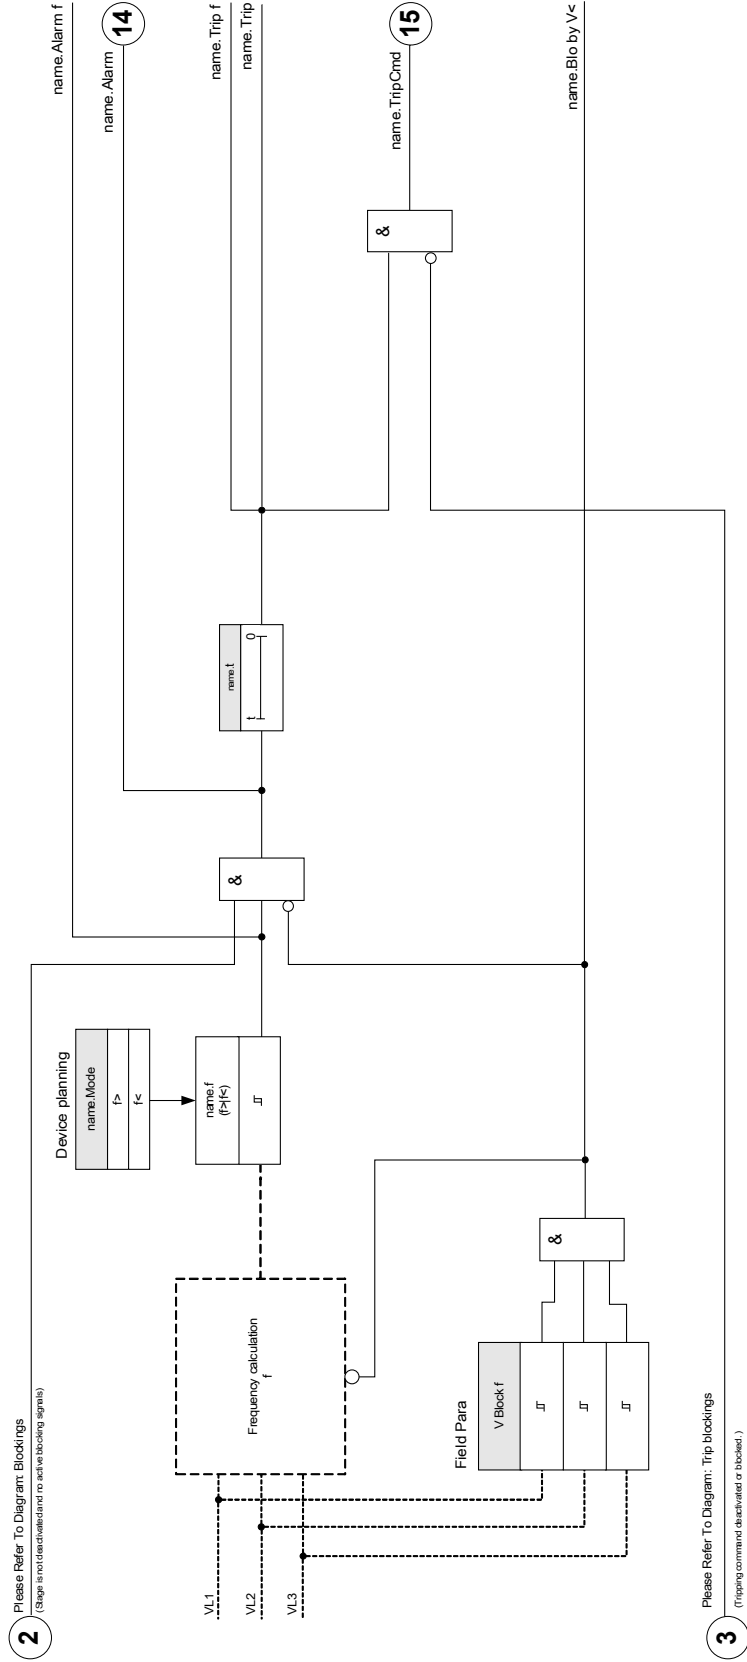 2
Please Refer To Diagram: Blockings
(Stage is not deactivated and no active blocking signals)
name.Alarm f
name.Alarm
14
Device planning
name.Mode
f>
f<
name.f
(f>|f<)
&
name.t
t
0
name.Trip f
name.Trip
VL1
VL2
VL3
Frequency calculation
f
&
name.TripCmd
15
Field Para
V Block f
&
name.Blo by V<
3
Please Refer To Diagram: Trip blockings
(Tripping command deactivated or blocked.)